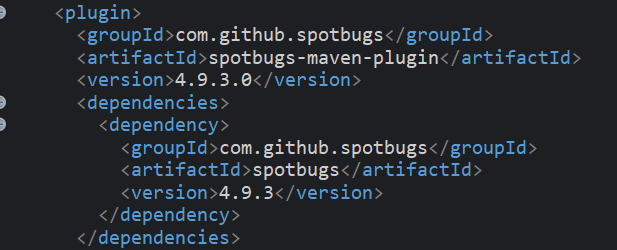 <plugin>
<groupId>com.github.spotbugs</groupId>
<artifactId>spotbugs-maven-plugin</artifactId>
<version>4.9.3.0</version>
<dependencies>
<dependency>
<groupId>com.github.spotbugs</groupId>
<artifactId>spotbugs</artifactId>
<version>4.9.3</version>
</dependency>
</dependencies>